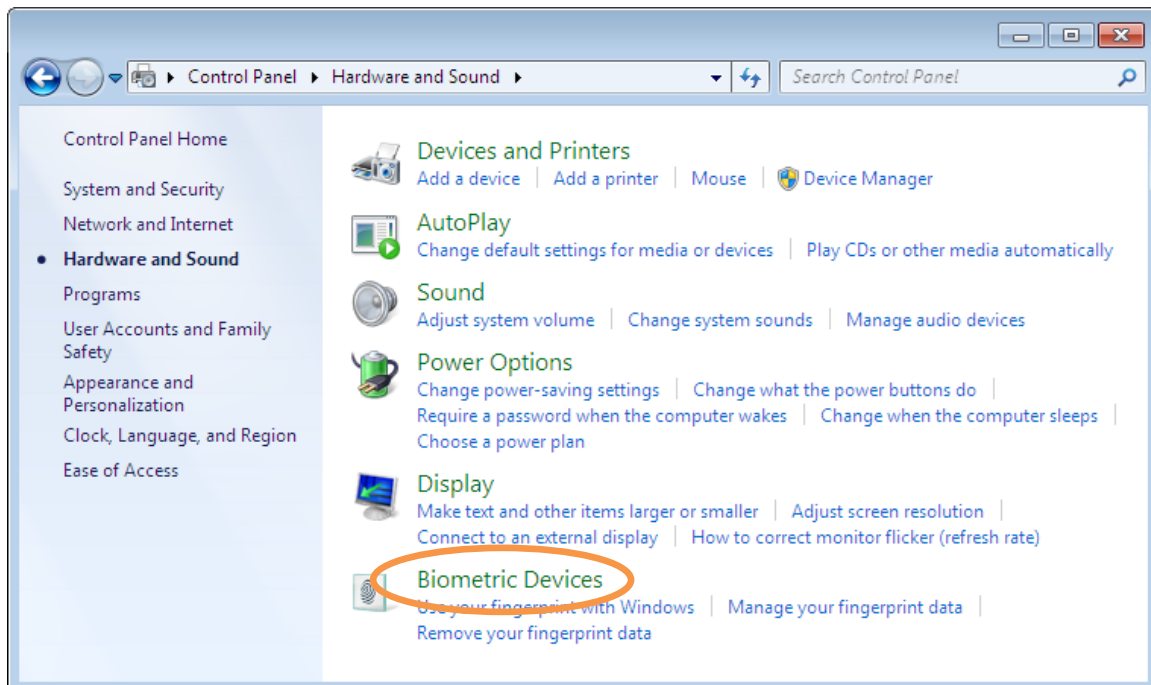 Control Panel Hardware and Sound Search Control Panel
Control Panel Home
System and Security
Network and Internet
Hardware and Sound
Programs
User Accounts and Family
Safety
Appearance and
Personalization
Clock, Language, and Region
Ease of Access
Devices and Printers
Add a device Add a printer Mouse Device Manager
AutoPlay
Change default settings for media or devices Play CDs or other media automatically
Sound
Adjust system volume Change system sounds Manage audio devices
Power Options
Change power-saving settings Change what the power buttons do
Require a password when the computer wakes Change when the computer sleeps
Choose a power plan
Display
Make text and other items larger or smaller Adjust screen resolution
Connect to an external display How to correct monitor flicker (refresh rate)
Biometric Devices
Use your fingerprint with Windows Manage your fingerprint data
Remove your fingerprint data